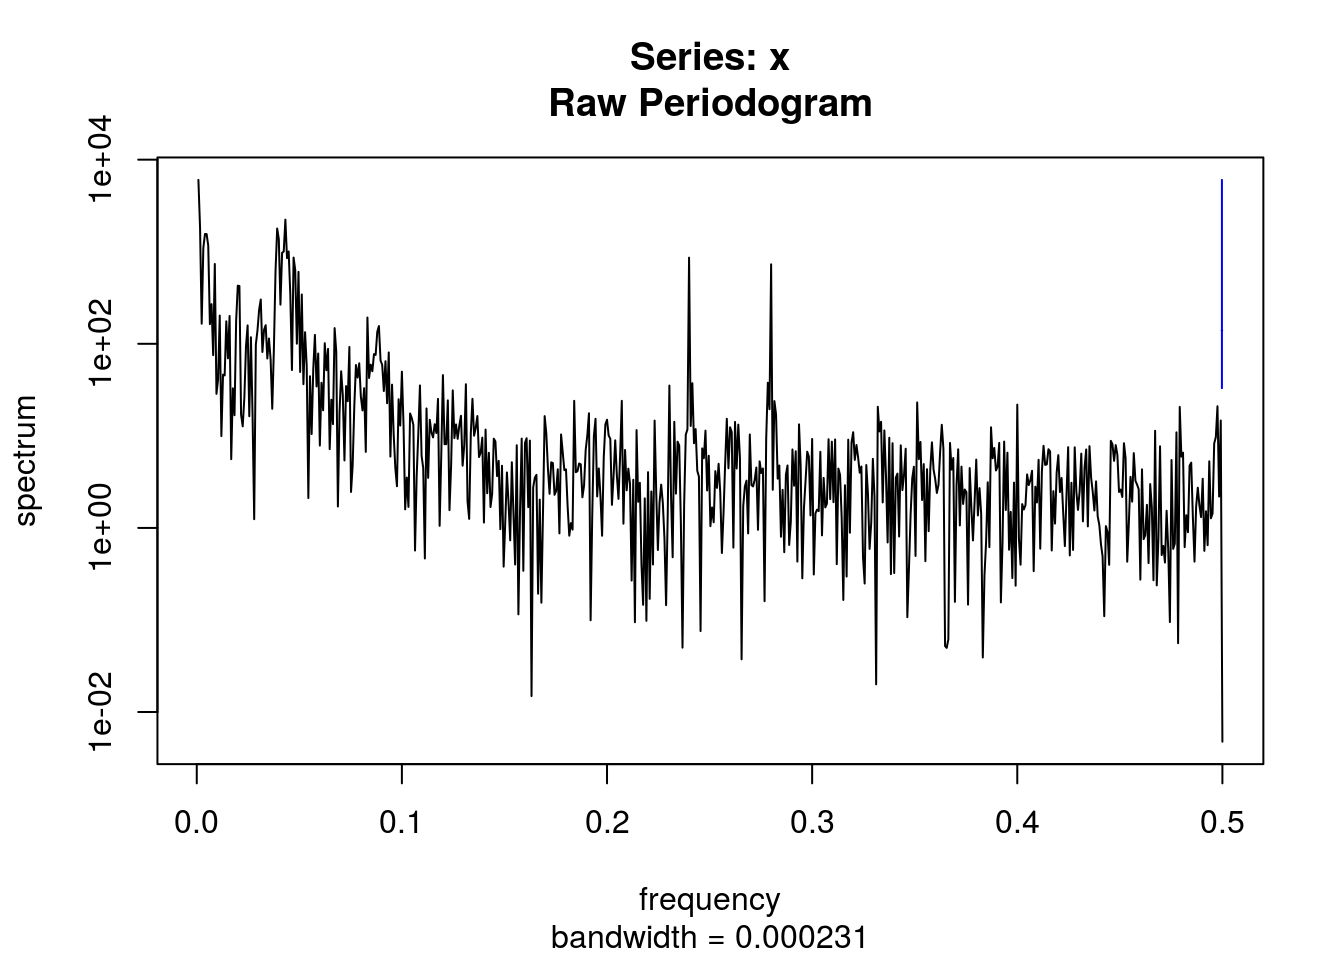 Series: x
Raw Periodogram
spectrum
1e+04
1e+02
1e+00
1e-02
0.0 0.1 0.2 0.3 0.4 0.5
frequency
bandwidth = 0.000231